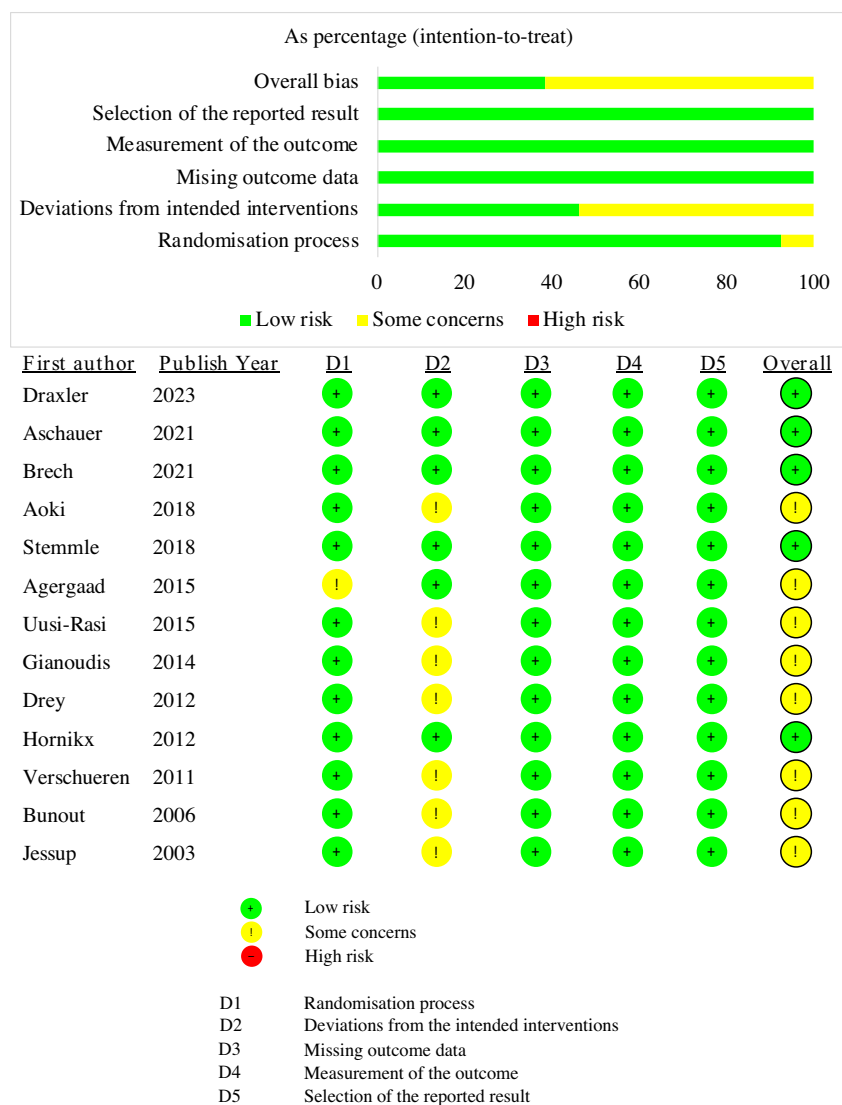 As percentage (intention-to-treat)
Overall bias
Selection of the reported result
Measurement of the outcome
Mising outcome data
Deviations from intended interventions
Randomisation process
0 20 40 60 80 100
Low risk Some concerns High risk
First author Publish Year D1 D2 D3 D4 D5 Overall
Draxler 2023 + + + + + +
Aschauer 2021 + + + + + +
Brech 2021 + + + + + +
Aoki 2018 + ! + + + !
Stemmle 2018 + + + + + +
Agergaad 2015 ! + + + + !
Uusi-Rasi 2015 + ! + + + !
Gianoudis 2014 + ! + + + !
Drey 2012 + ! + + + !
Hornikx 2012 + + + + + +
Verschueren 2011 + ! + + + !
Bunout 2006 + ! + + + !
Jessup 2003 + ! + + + !
+ Low risk
! Some concerns
− High risk
D1 Randomisation process
D2 Deviations from the intended interventions
D3 Missing outcome data
D4 Measurement of the outcome
D5 Selection of the reported result